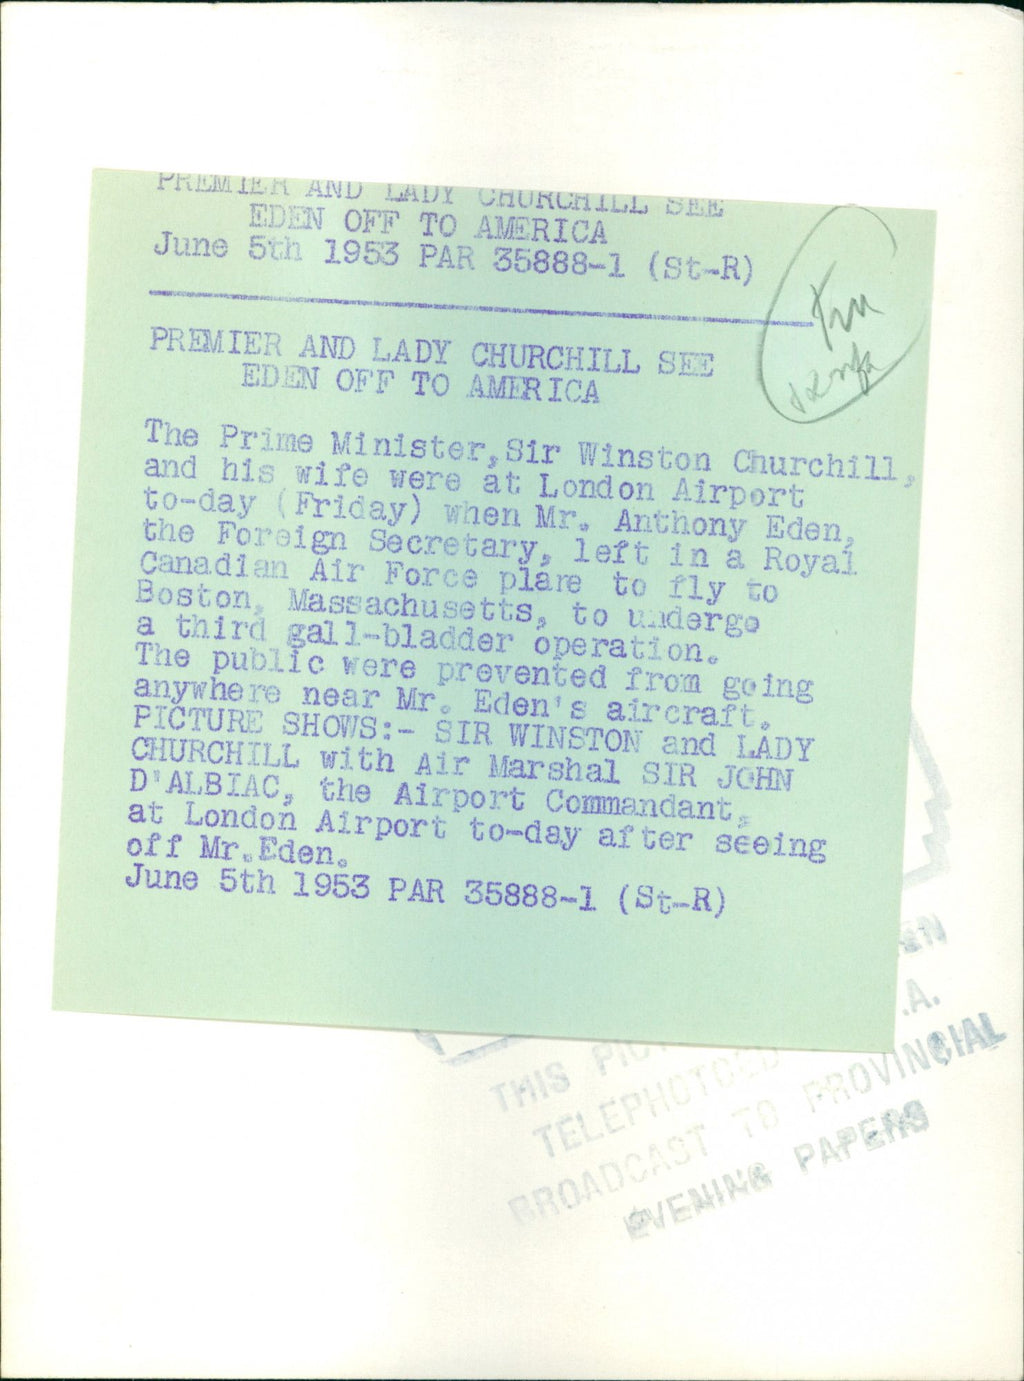 PREMIER AND LADY CHURCHILL SEE
EDEN OFF TO AMERICA
June 5th 1953 PAR 35888-1 (St-R)
PREMIER AND LADY CHURCHILL SEE
EDEN OFF TO AMERICA
The Prime Minister, Sir Winston Churchill,
and his wife were at London Airport
to-day (Friday) when Mr. Anthony Eden,
the Foreign Secretary, left in a Royal
Canadian Air Force plane to fly to
Boston, Massachusetts, to undergo
a third gall-bladder operation.
The public were prevented from going
anywhere near Mr. Eden's aircraft.
PICTURE SHOWS:- SIR WINSTON and LADY
CHURCHILL with Air Marshal SIR JOHN
D'ALBIAC, the Airport Commandant,
at London Airport to-day after seeing
off Mr. Eden.
June 5th 1953 PAR 35888-1 (St-R)
EN
.A.
THIS PIC
TELEPHOTOED
BROADCAST TO PROVINCIAL
EVENING PAPERS